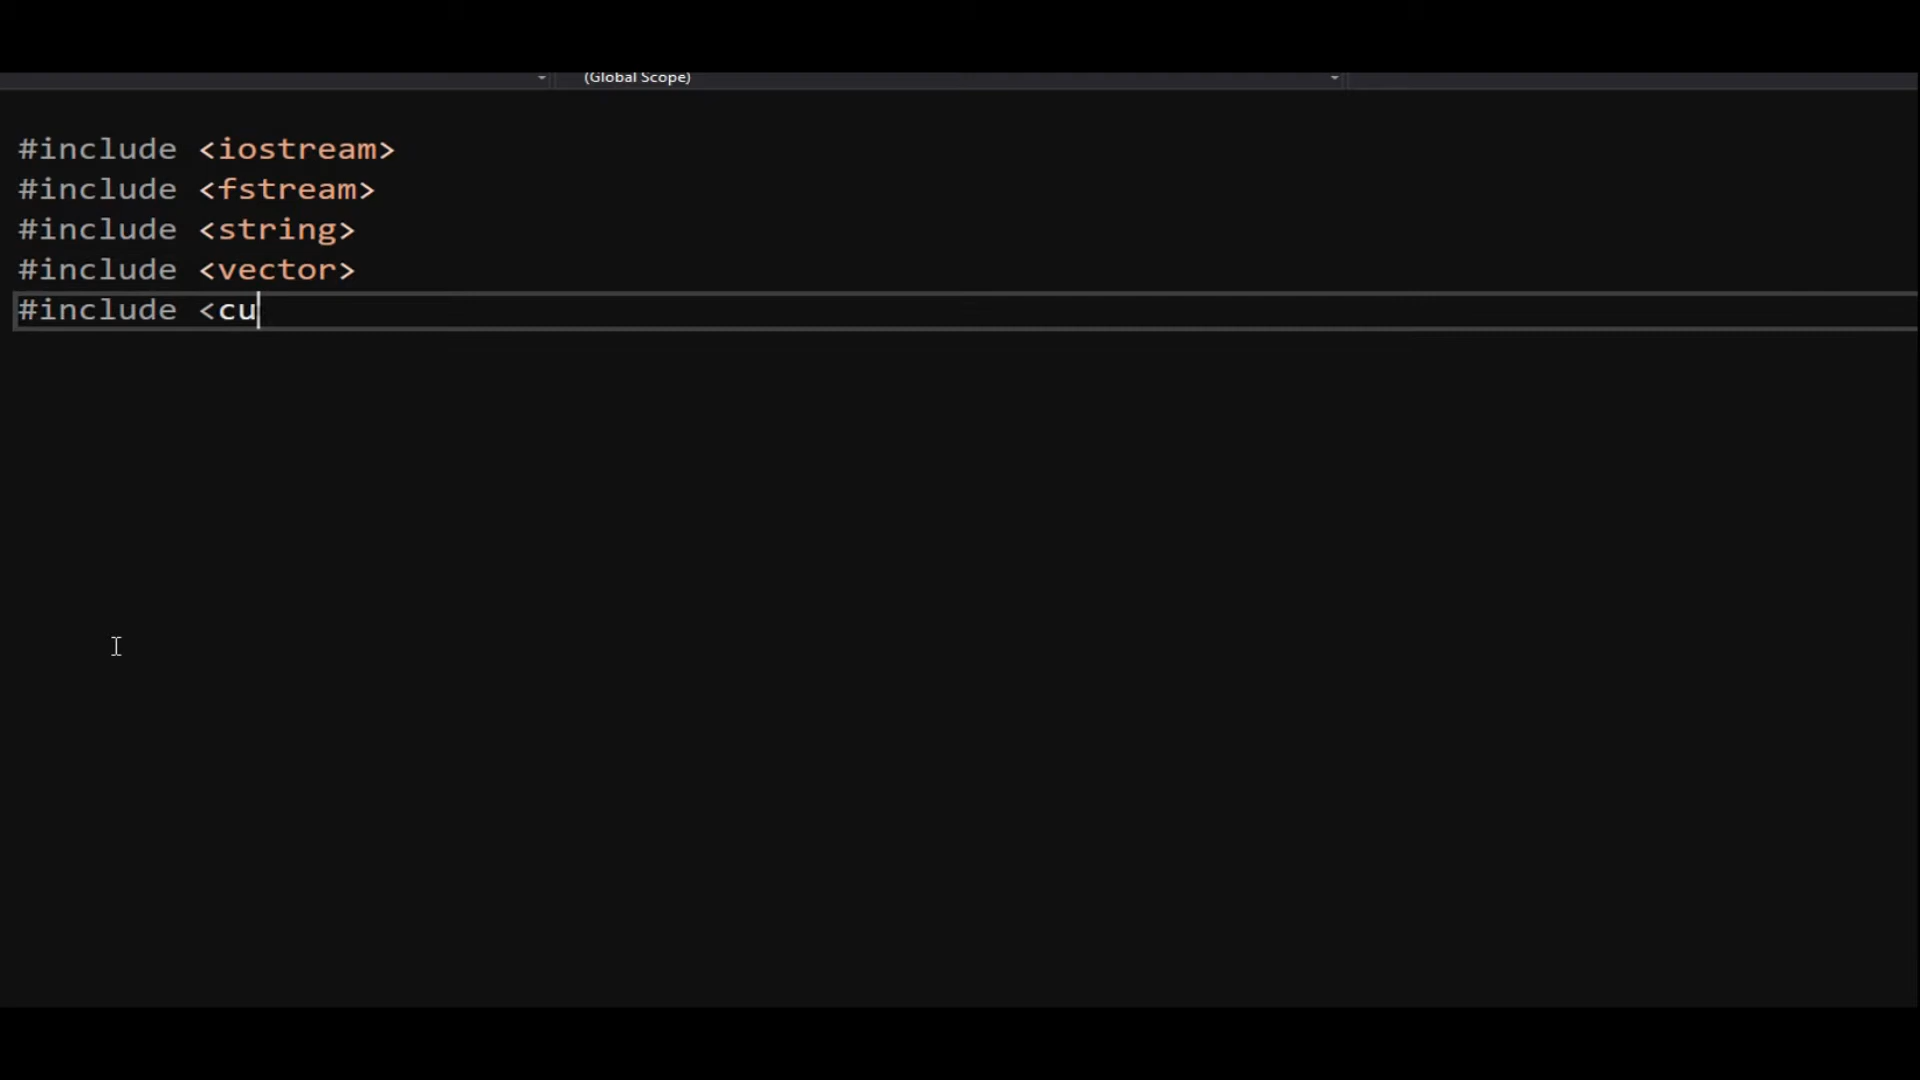 (Global Scope)
#include <iostream>
#include <fstream>
#include <string>
#include <vector>
#include <cu